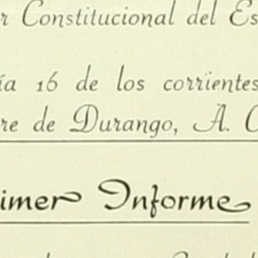 r Constitucional del Es
ía 16 de los corrientes
re de Durango, A. C
imer Informe